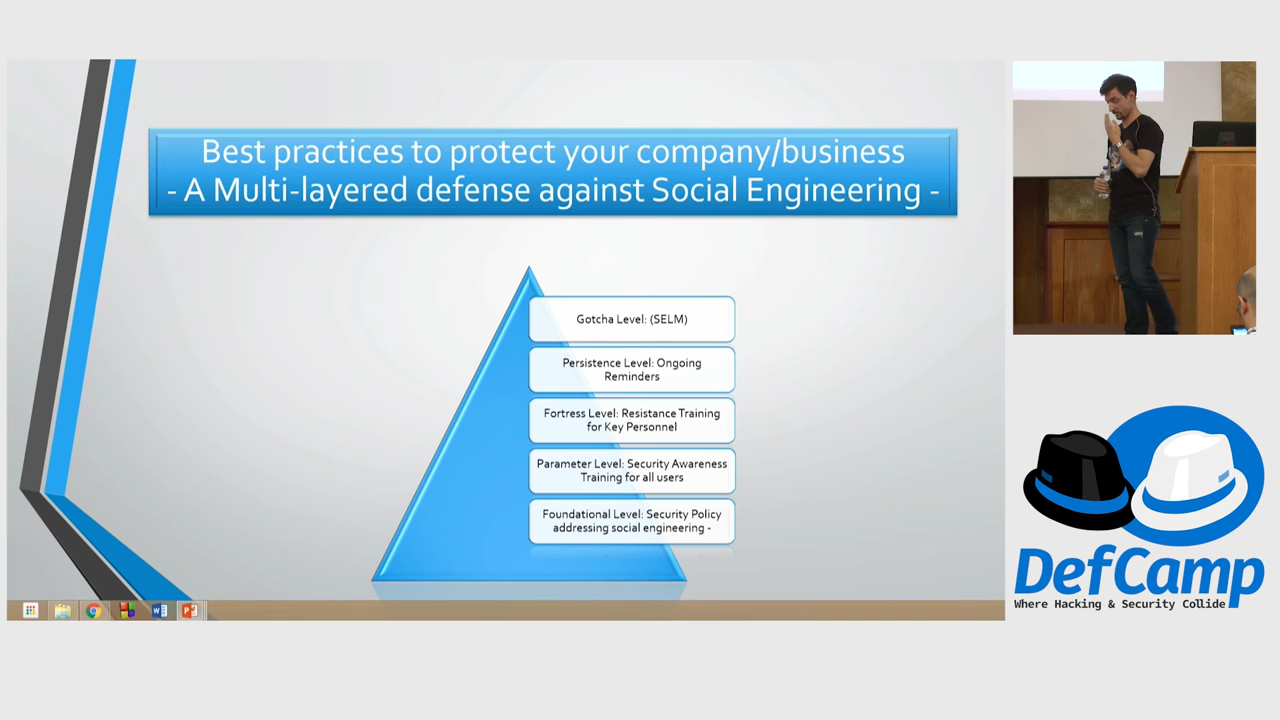 Best practices to protect your company/business
- A Multi-layered defense against Social Engineering -
Gotcha Level: (SELM)
Persistence Level: Ongoing
Reminders
Fortress Level: Resistance Training
for Key Personnel
Parameter Level: Security Awareness
Training for all users
Foundational Level: Security Policy
addressing social engineering -
DefCamp
Where Hacking & Security Collide